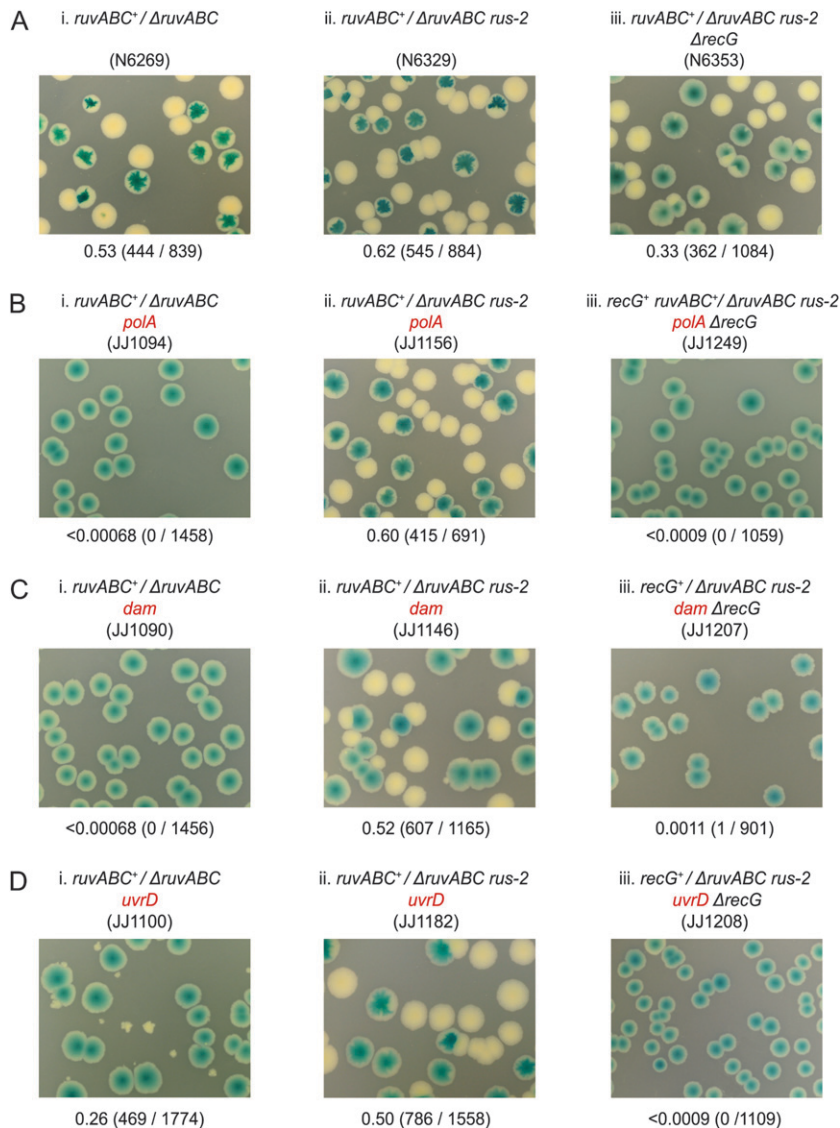 A
i. ruvABC⁺ / ΔruvABC
(N6269)
0.53 (444 / 839)
ii. ruvABC⁺ / ΔruvABC rus-2
(N6329)
0.62 (545 / 884)
iii. ruvABC⁺ / ΔruvABC rus-2
ΔrecG
(N6353)
0.33 (362 / 1084)
B
i. ruvABC⁺ / ΔruvABC
polA
(JJ1094)
<0.00068 (0 / 1458)
ii. ruvABC⁺ / ΔruvABC rus-2
polA
(JJ1156)
0.60 (415 / 691)
iii. recG⁺ ruvABC⁺/ ΔruvABC rus-2
polA ΔrecG
(JJ1249)
<0.0009 (0 / 1059)
C
i. ruvABC⁺ / ΔruvABC
dam
(JJ1090)
<0.00068 (0 / 1456)
ii. ruvABC⁺ / ΔruvABC rus-2
dam
(JJ1146)
0.52 (607 / 1165)
iii. recG⁺ / ΔruvABC rus-2
dam ΔrecG
(JJ1207)
0.0011 (1 / 901)
D
i. ruvABC⁺ / ΔruvABC
uvrD
(JJ1100)
0.26 (469 / 1774)
ii. ruvABC⁺ / ΔruvABC rus-2
uvrD
(JJ1182)
0.50 (786 / 1558)
iii. recG⁺ / ΔruvABC rus-2
uvrD ΔrecG
(JJ1208)
<0.0009 (0 /1109)